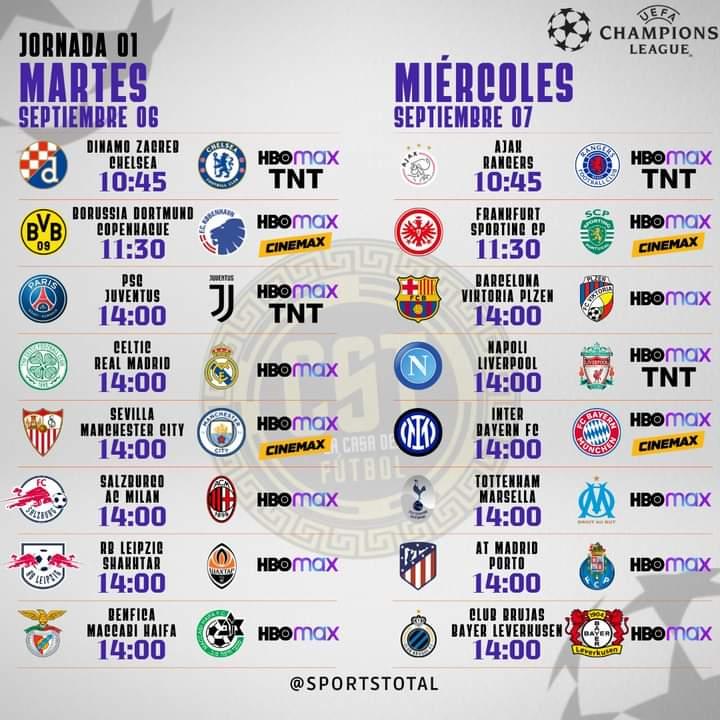 UEFA
CHAMPIONS
LEAGUE
JORNADA 01
MARTES
SEPTIEMBRE 06
DINAMO ZAGREB
CHELSEA
10:45
HBOmax
TNT
BORUSSIA DORTMUND
COPENHAGUE
11:30
HBOmax
CINEMAX
PSG
JUVENTUS
14:00
HBOmax
TNT
CELTIC
REAL MADRID
14:00
HBOmax
SEVILLA
MANCHESTER CITY
14:00
HBOmax
CINEMAX
SALZBURGO
AC MILAN
14:00
HBOmax
RB LEIPZIG
SHAKHTAR
14:00
HBOmax
BENFICA
MACCABI HAIFA
14:00
HBOmax
MIÉRCOLES
SEPTIEMBRE 07
AJAX
RANGERS
10:45
HBOmax
TNT
FRANKFURT
SPORTING CP
11:30
HBOmax
CINEMAX
BARCELONA
VIKTORIA PLZEN
14:00
HBOmax
NAPOLI
LIVERPOOL
14:00
HBOmax
TNT
INTER
BAYERN FC
14:00
HBOmax
CINEMAX
TOTTENHAM
MARSELLA
14:00
HBOmax
AT MADRID
PORTO
14:00
HBOmax
CLUB BRUJAS
BAYER LEVERKUSEN
14:00
HBOmax
CST
LA CASA DEL
FÚTBOL
@SPORTSTOTAL